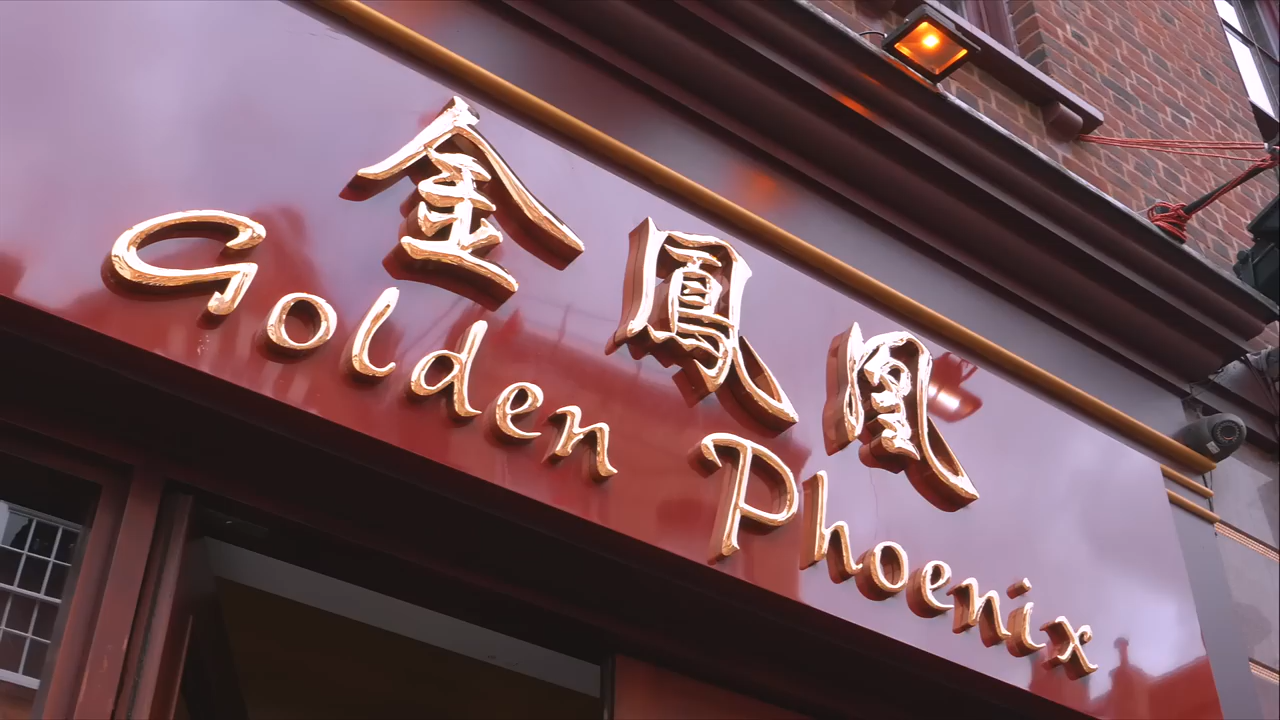 金鳳凰
Golden Phoenix